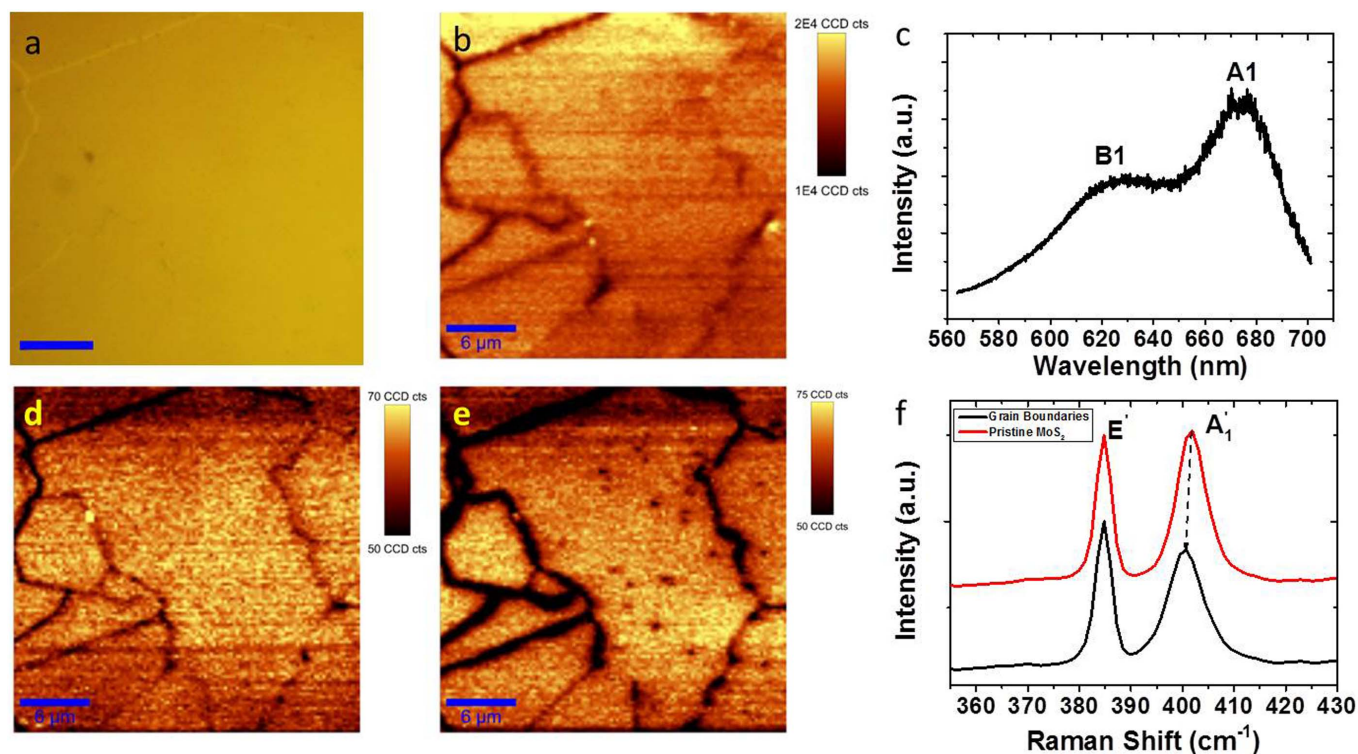 a
b
2E4 CCD cts
1E4 CCD cts
6 µm
c
Intensity (a.u.)
B1
A1
560 580 600 620 640 660 680 700
Wavelength (nm)
d
70 CCD cts
50 CCD cts
6 µm
e
75 CCD cts
50 CCD cts
6 µm
f
Grain Boundaries
Pristine MoS₂
E'
A₁'
Intensity (a.u.)
360 370 380 390 400 410 420 430
Raman Shift (cm⁻¹)